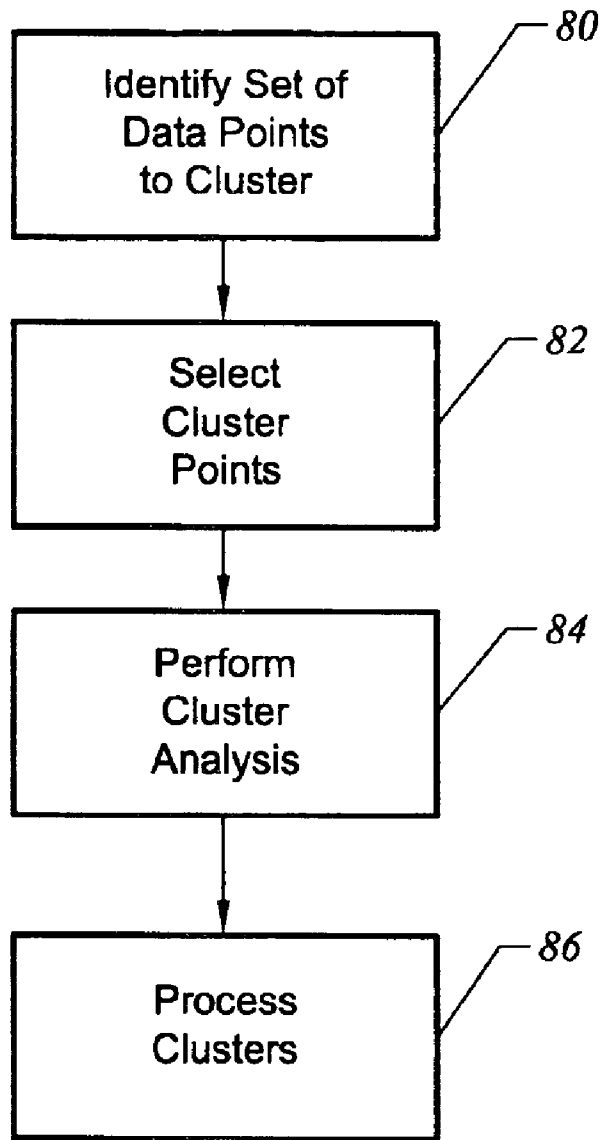 80
Identify Set of
Data Points
to Cluster
82
Select
Cluster
Points
84
Perform
Cluster
Analysis
86
Process
Clusters